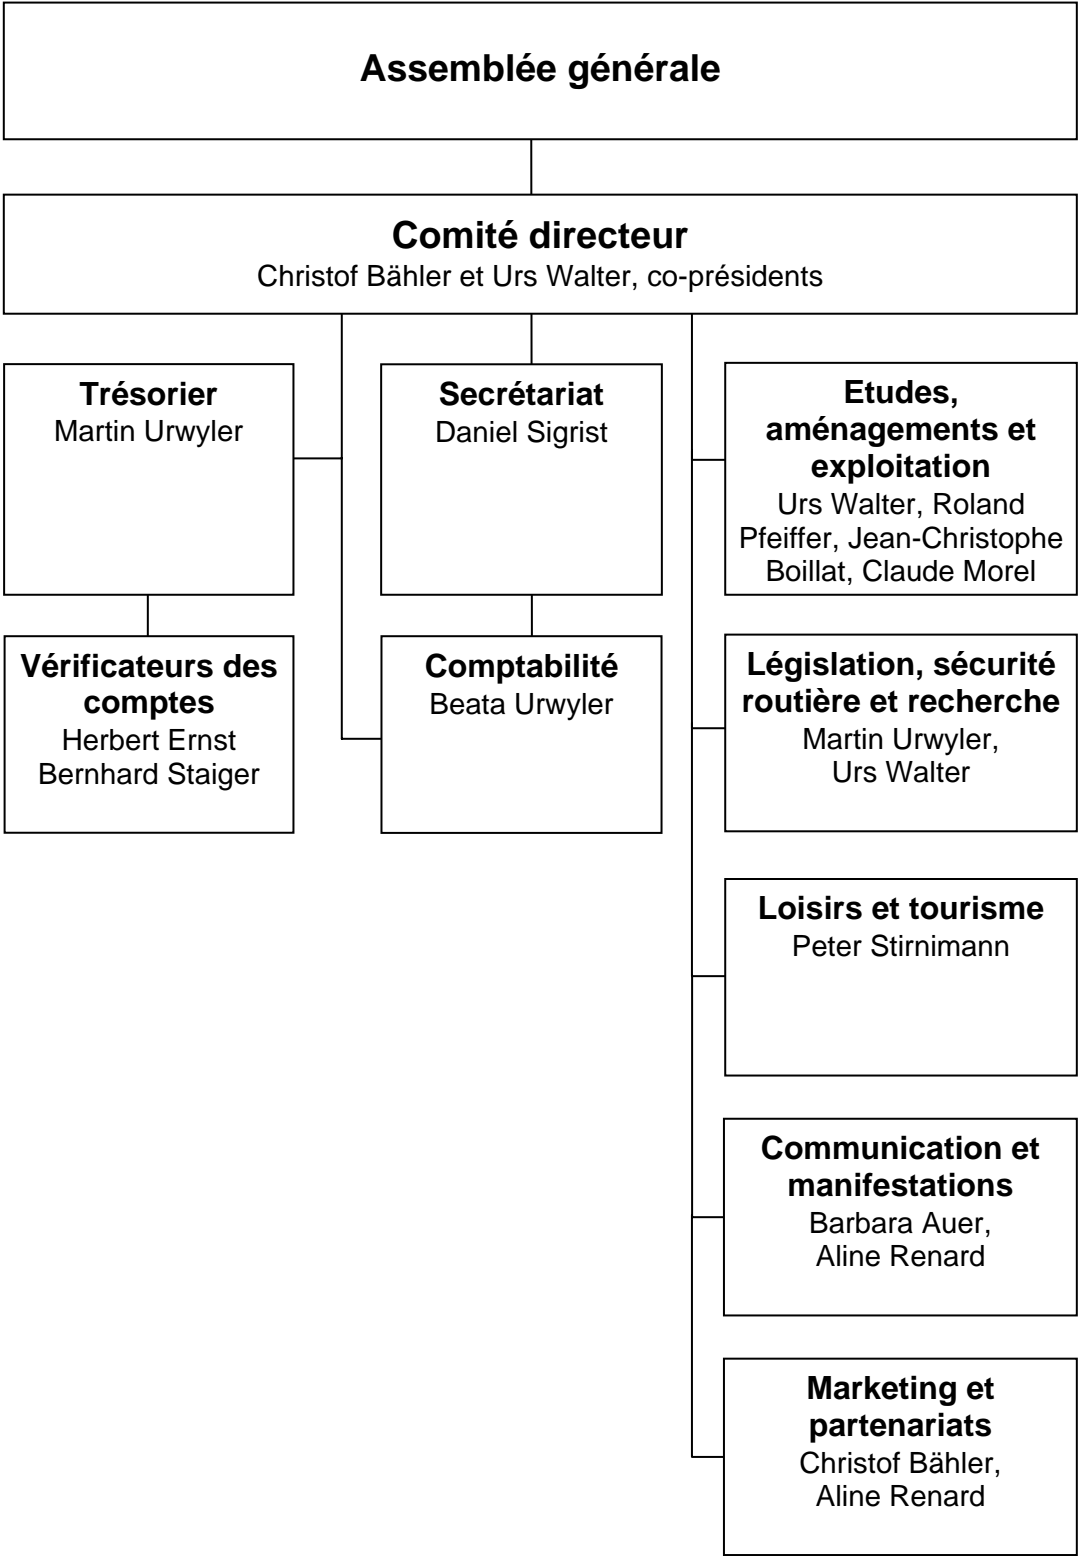 Assemblée générale
Comité directeur
Christof Bähler et Urs Walter, co-présidents
Trésorier
Martin Urwyler
Secrétariat
Daniel Sigrist
Etudes,
aménagements et
exploitation
Urs Walter, Roland
Pfeiffer, Jean-Christophe
Boillat, Claude Morel
Vérificateurs des
comptes
Herbert Ernst
Bernhard Staiger
Comptabilité
Beata Urwyler
Législation, sécurité
routière et recherche
Martin Urwyler,
Urs Walter
Loisirs et tourisme
Peter Stirnimann
Communication et
manifestations
Barbara Auer,
Aline Renard
Marketing et
partenariats
Christof Bähler,
Aline Renard